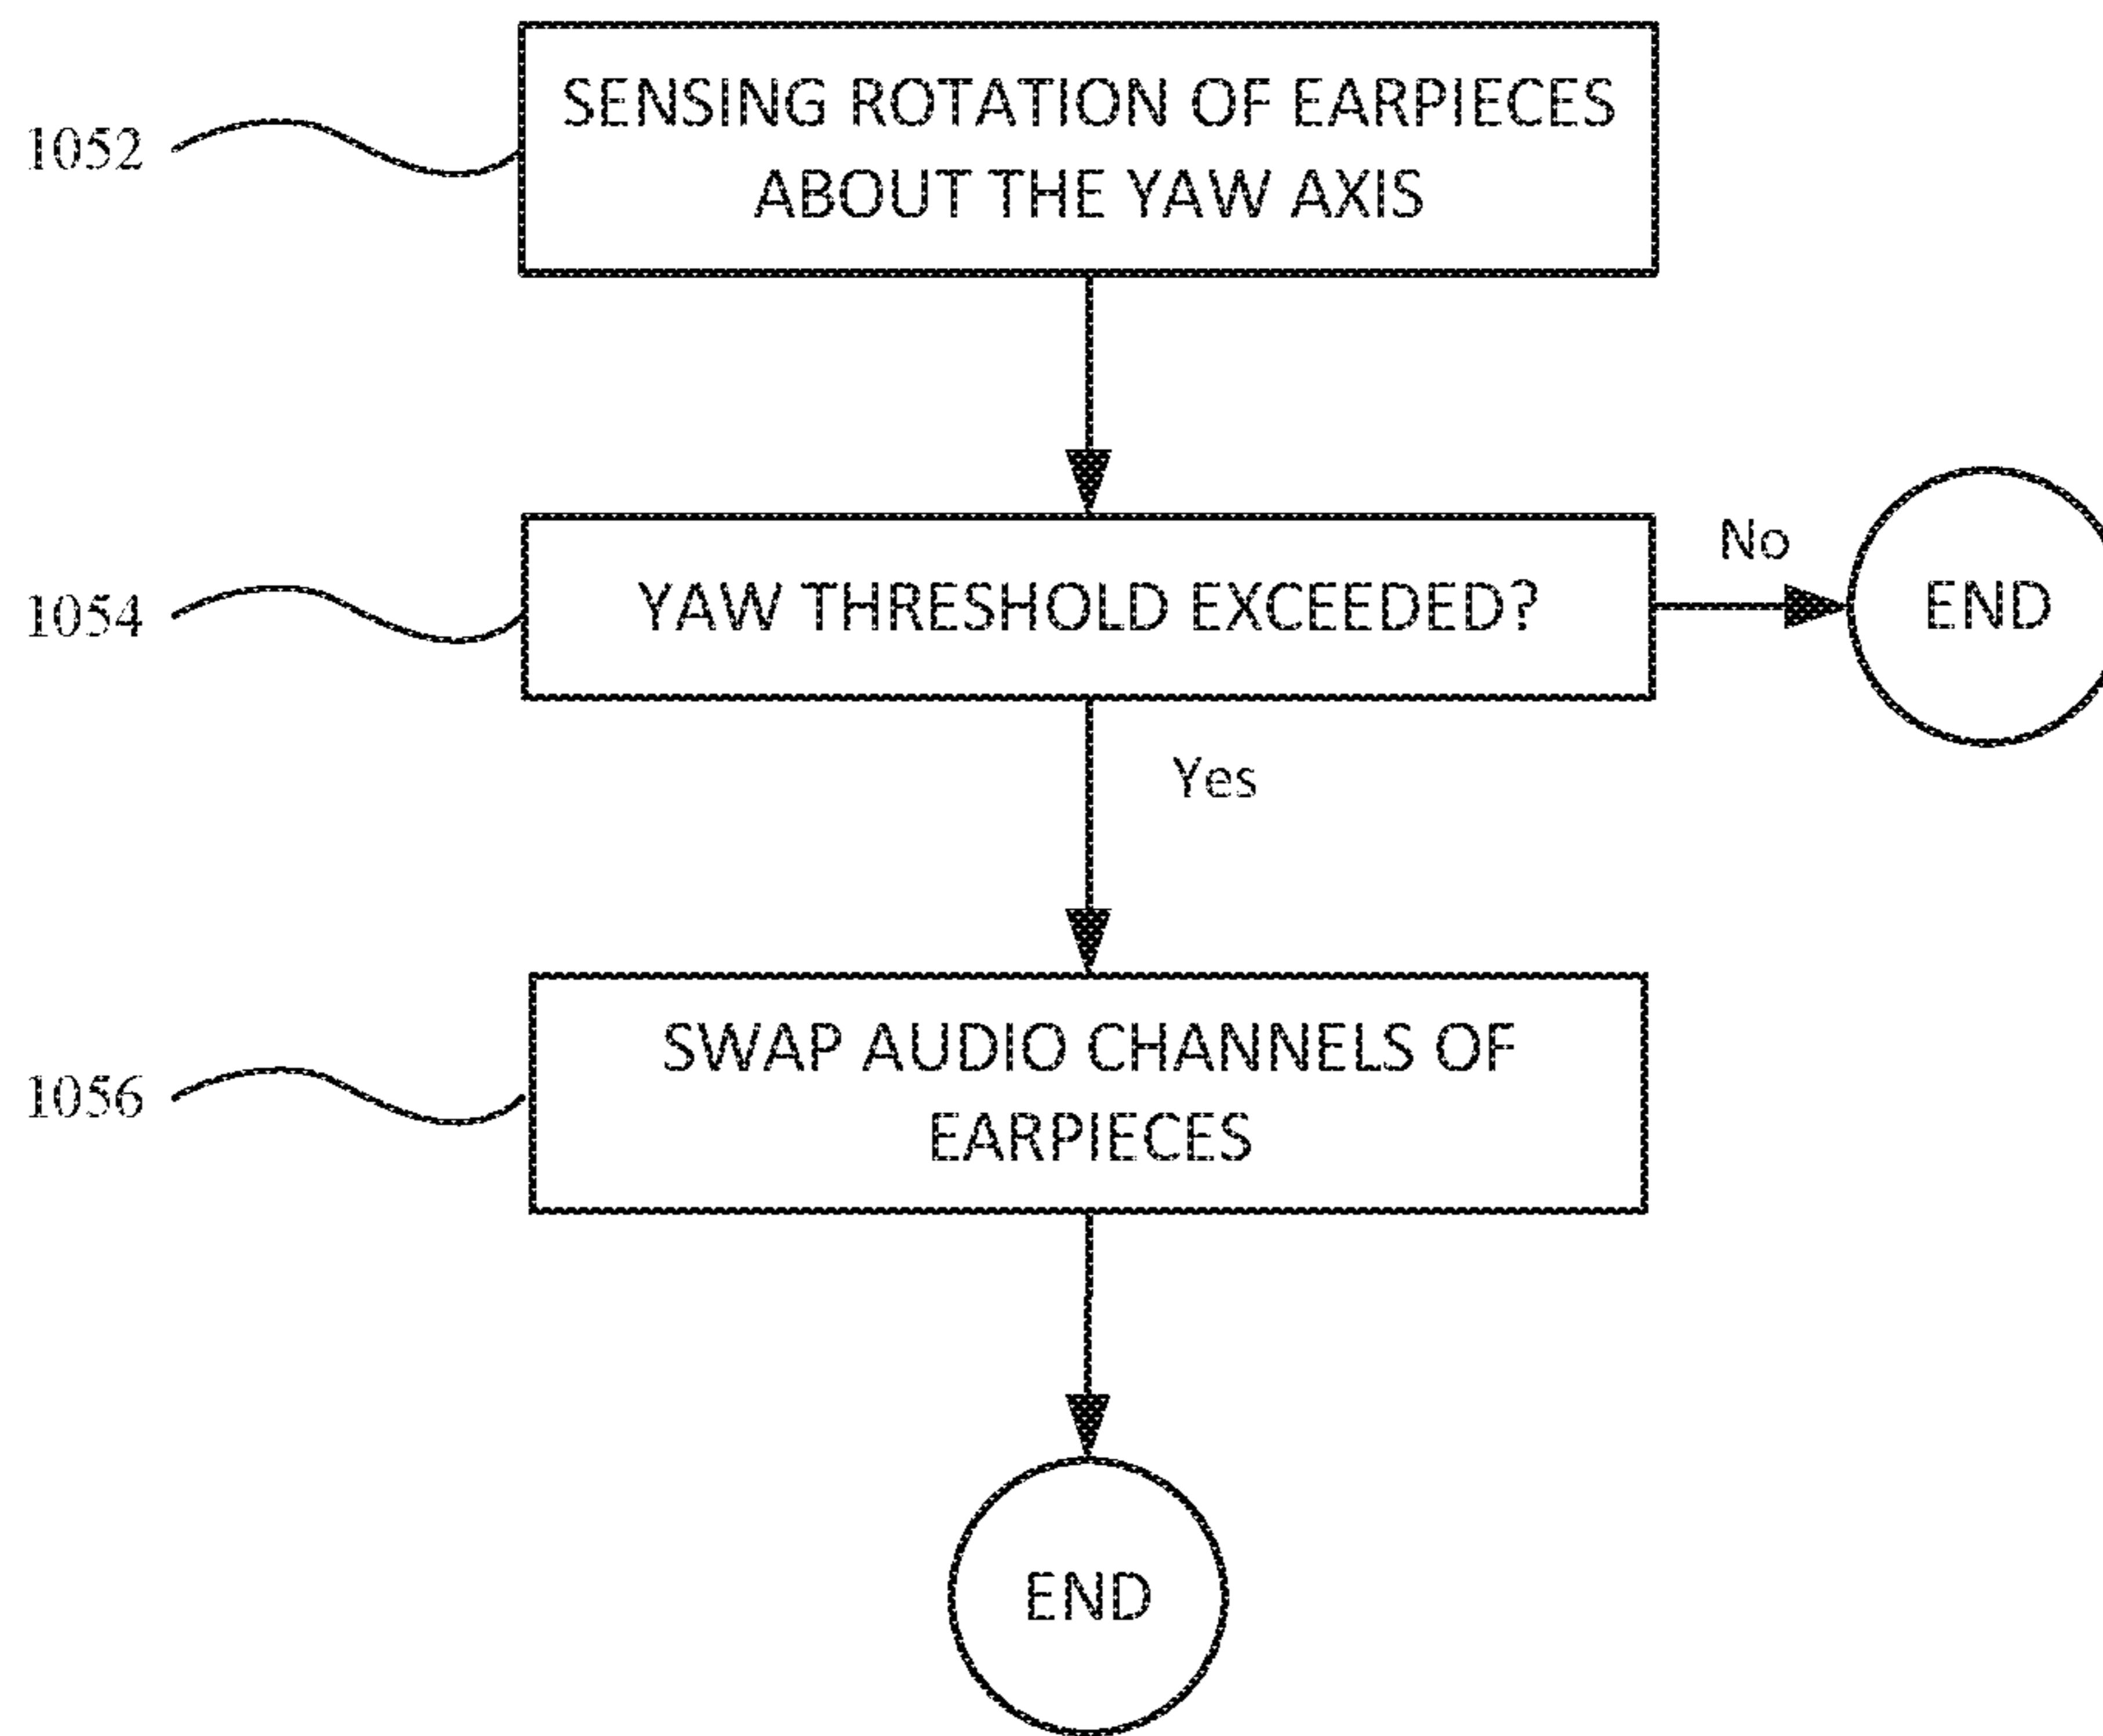 1052
SENSING ROTATION OF EARPIECES
ABOUT THE YAW AXIS
1054
YAW THRESHOLD EXCEEDED?
No
END
Yes
1056
SWAP AUDIO CHANNELS OF
EARPIECES
END